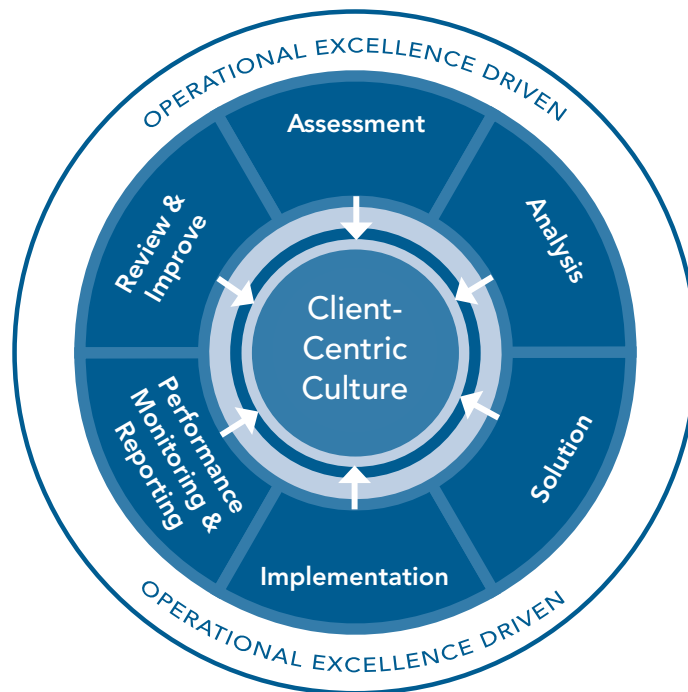 OPERATIONAL EXCELLENCE DRIVEN
Assessment
Analysis
Solution
Implementation
Performance
Monitoring &
Reporting
Review &
Improve
Client-
Centric
Culture
OPERATIONAL EXCELLENCE DRIVEN